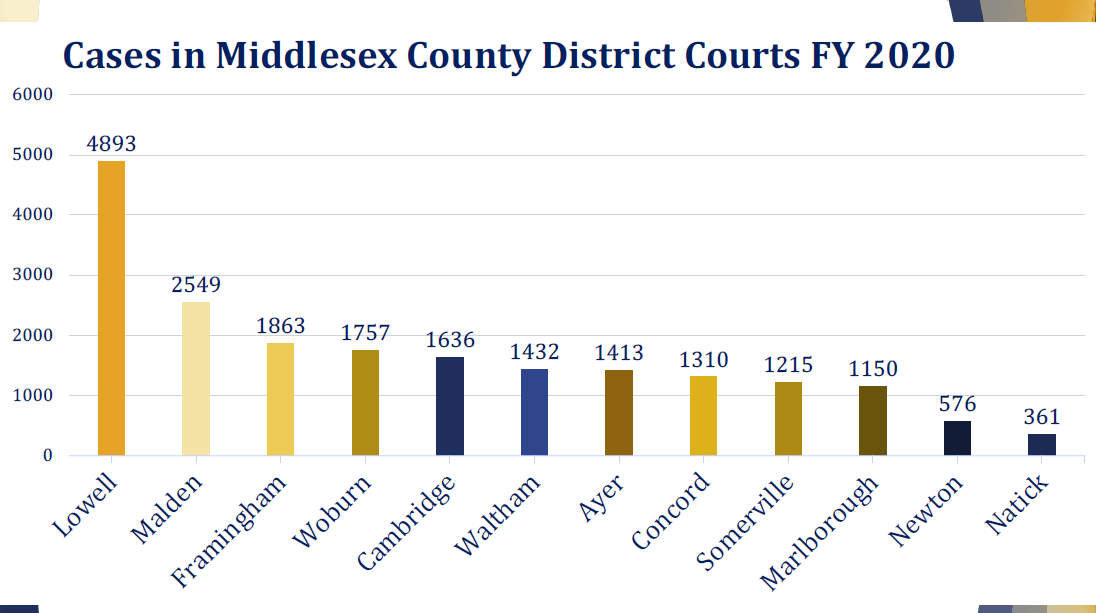 Cases in Middlesex County District Courts FY 2020
6000
5000
4000
3000
2000
1000
0
4893
2549
1863
1757
1636
1432
1413
1310
1215
1150
576
361
Lowell
Malden
Framingham
Woburn
Cambridge
Waltham
Ayer
Concord
Somerville
Marlborough
Newton
Natick